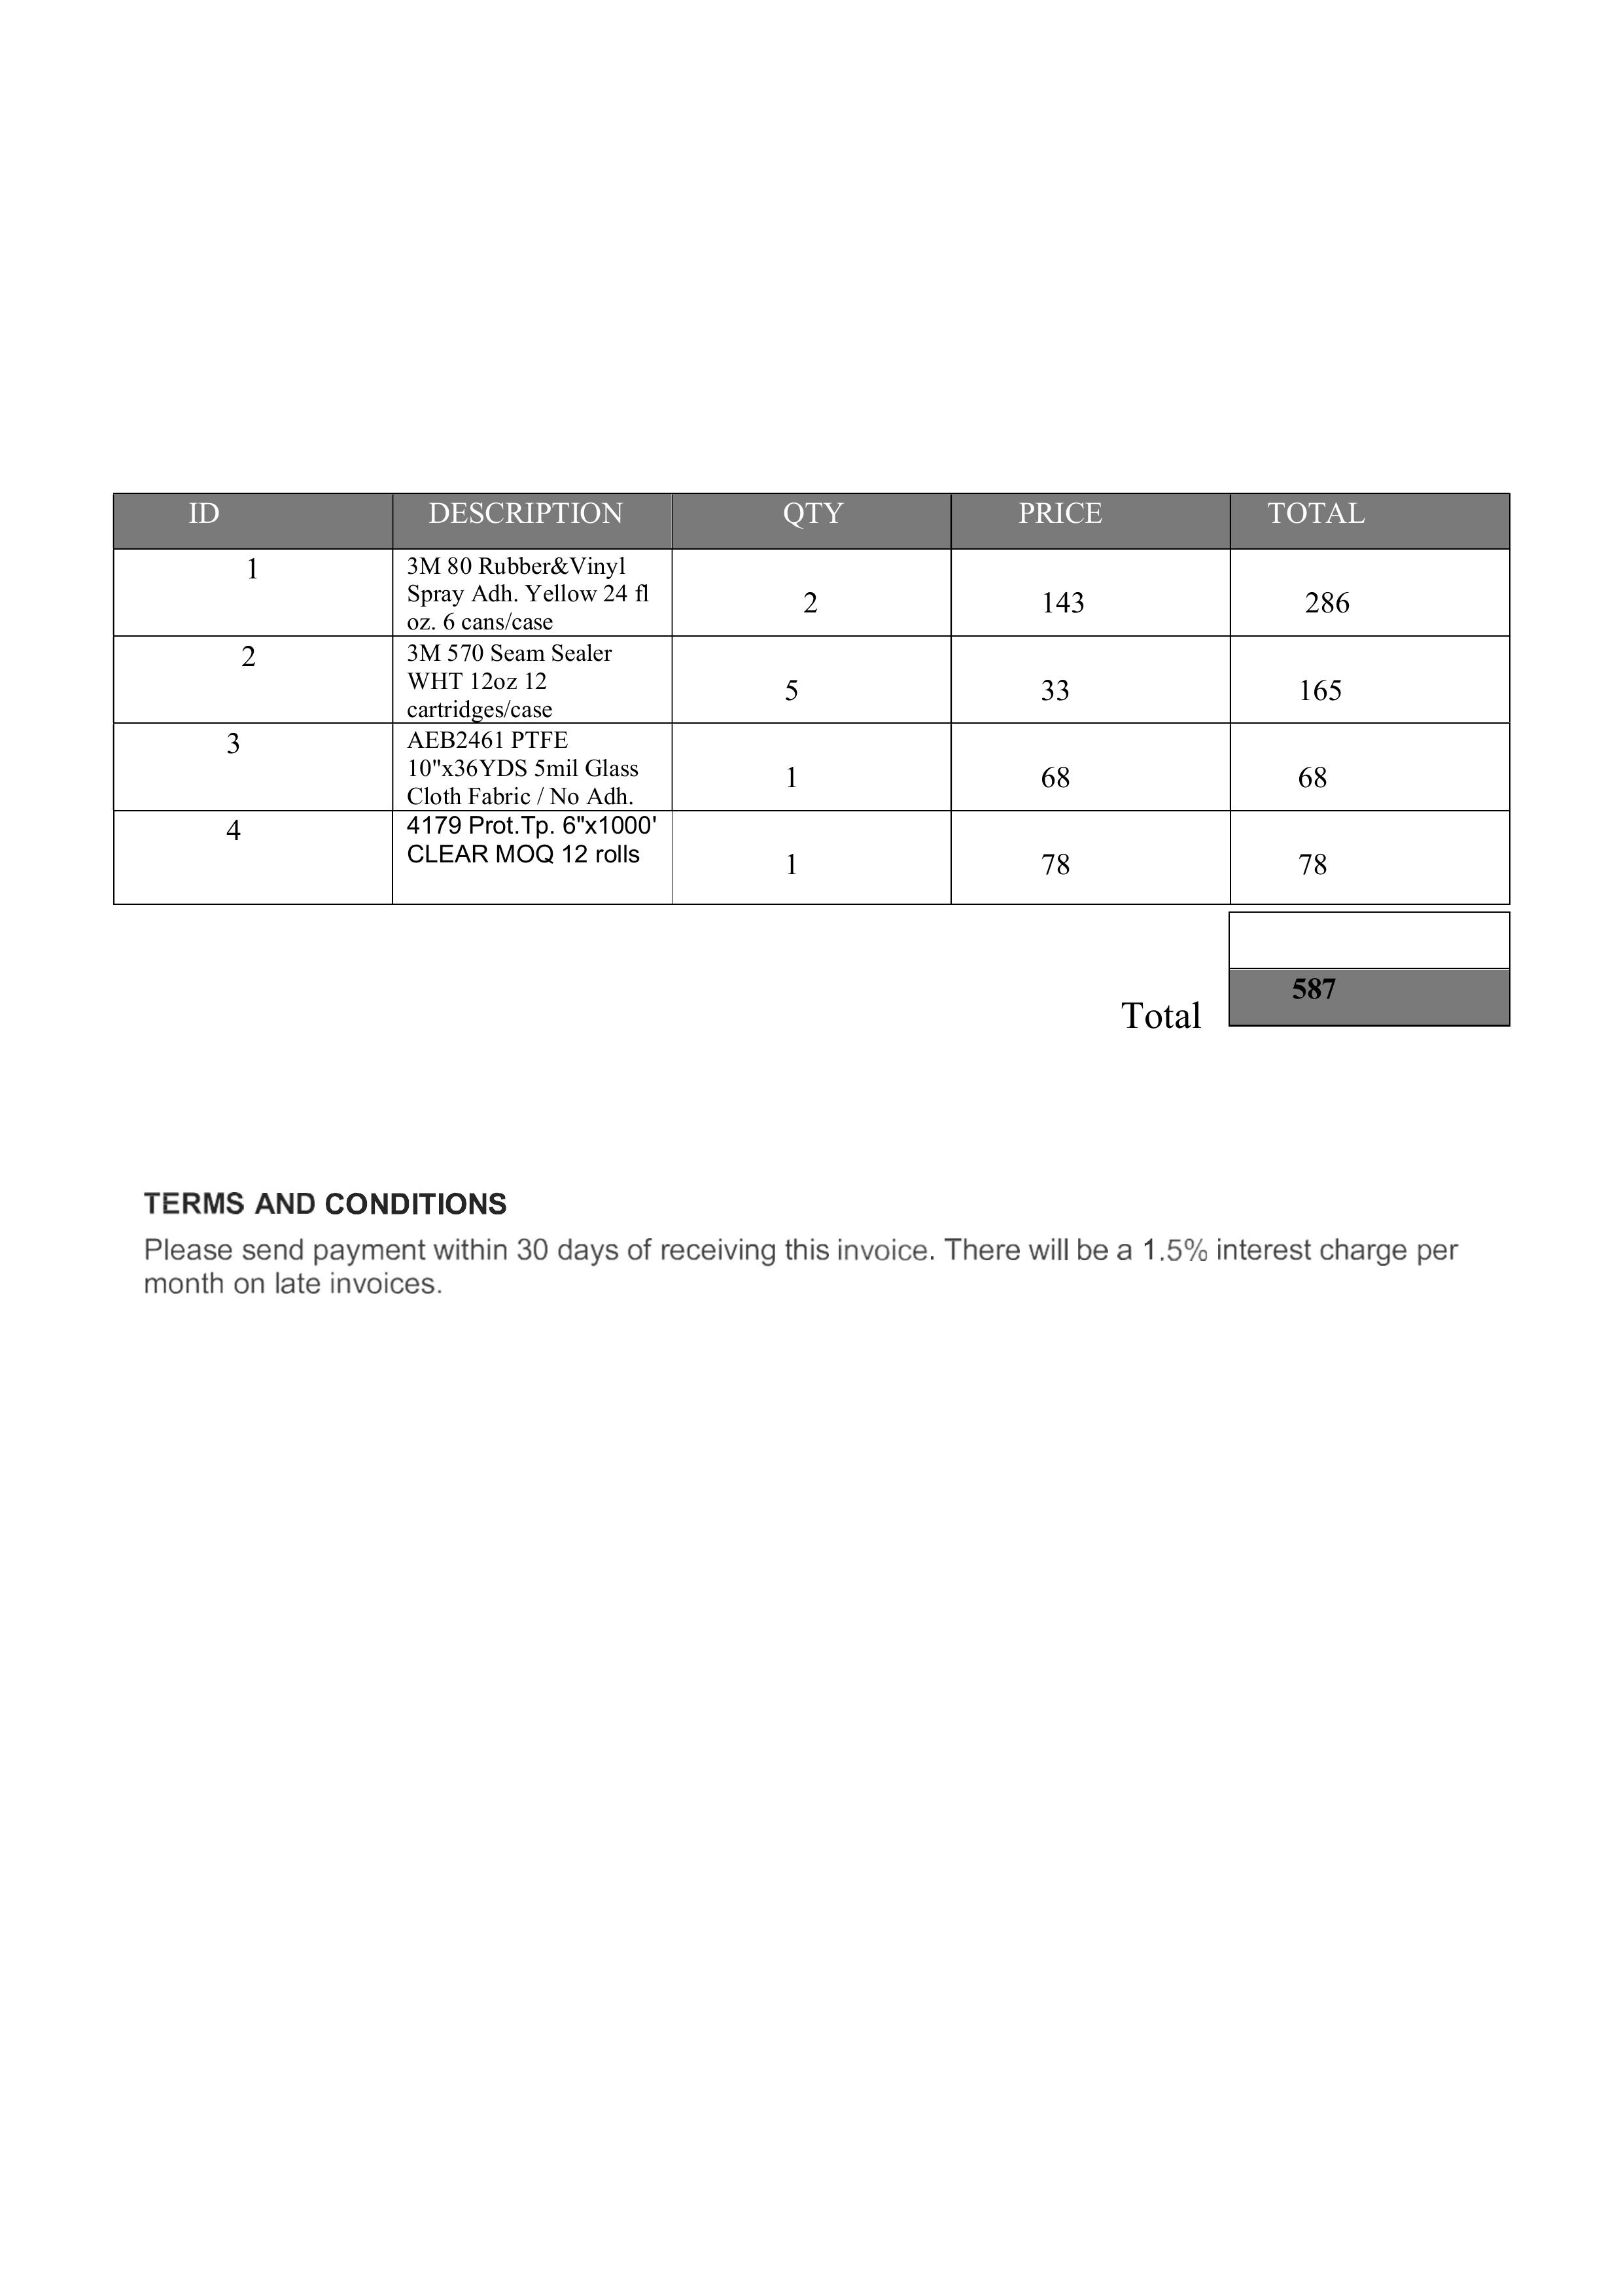 ID DESCRIPTION QTY PRICE TOTAL
1 3M 80 Rubber&Vinyl
Spray Adh. Yellow 24 fl
oz. 6 cans/case 2 143 286
2 3M 570 Seam Sealer
WHT 12oz 12
cartridges/case 5 33 165
3 AEB2461 PTFE
10"x36YDS 5mil Glass
Cloth Fabric / No Adh. 1 68 68
4 4179 Prot.Tp. 6"x1000'
CLEAR MOQ 12 rolls 1 78 78
Total 587
TERMS AND CONDITIONS
Please send payment within 30 days of receiving this invoice. There will be a 1.5% interest charge per
month on late invoices.